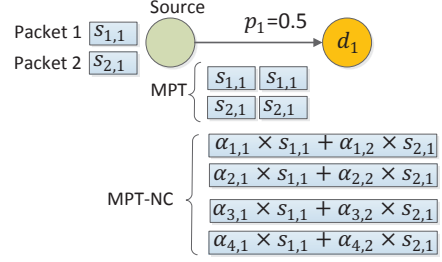 Source
Packet 1 s₁,₁
p₁=0.5
d₁
Packet 2 s₂,₁
MPT
s₁,₁ s₁,₁
s₂,₁ s₂,₁
MPT-NC
α₁,₁ × s₁,₁ + α₁,₂ × s₂,₁
α₂,₁ × s₁,₁ + α₂,₂ × s₂,₁
α₃,₁ × s₁,₁ + α₃,₂ × s₂,₁
α₄,₁ × s₁,₁ + α₄,₂ × s₂,₁